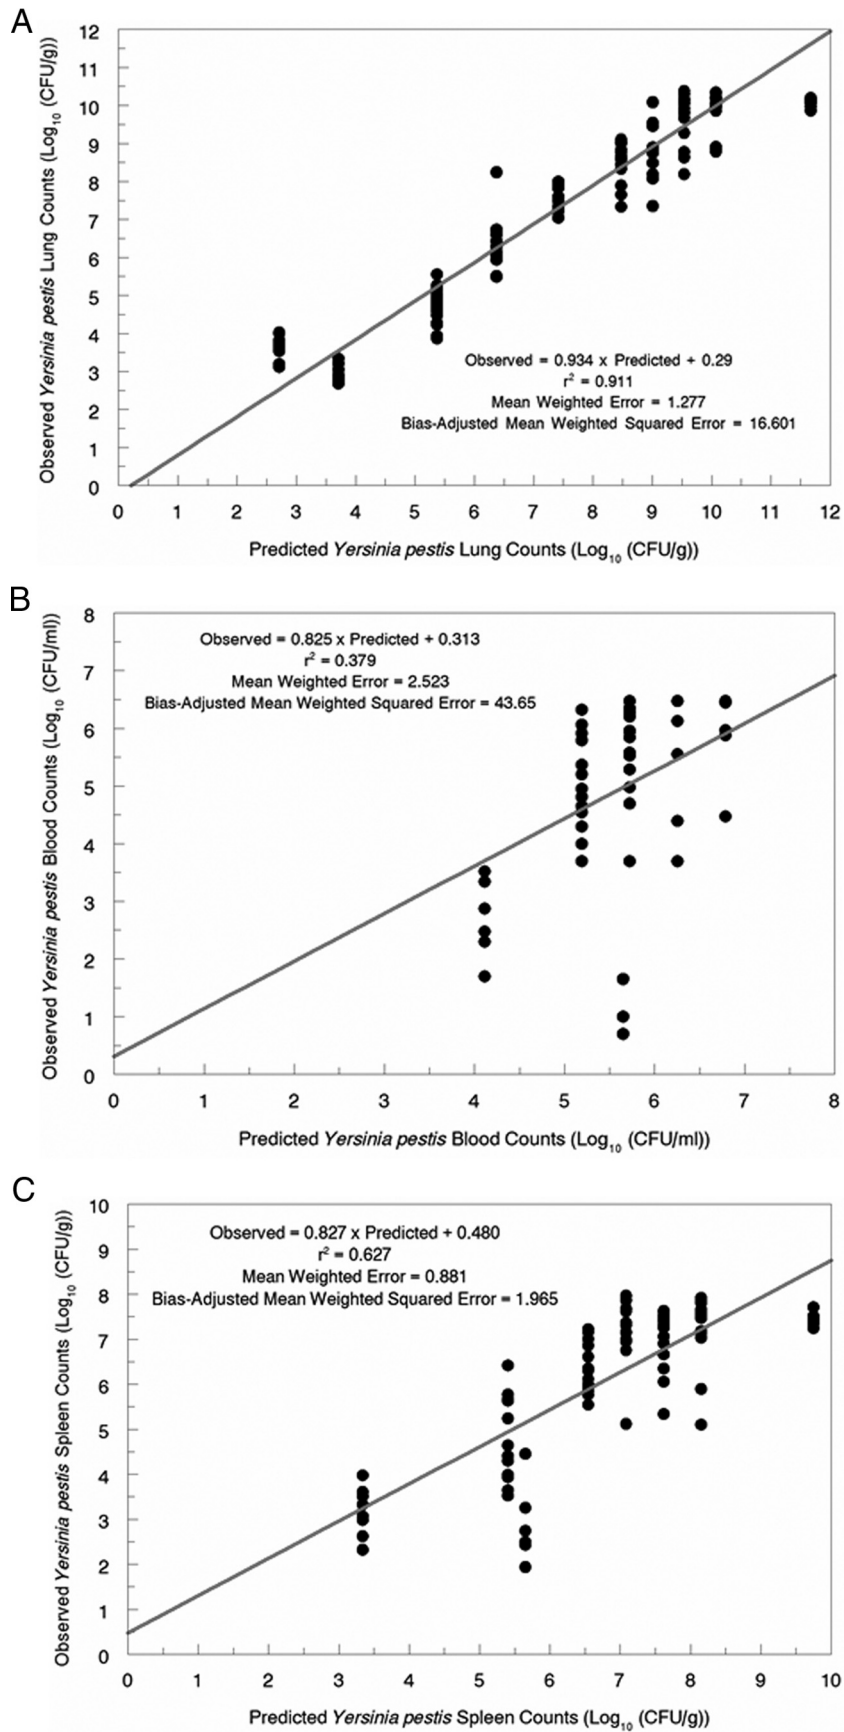 A
12
11
10
9
8
7
6
5
4
3
2
1
0
Observed Yersinia pestis Lung Counts (Log10 (CFU/g))
Observed = 0.934 x Predicted + 0.29
r2 = 0.911
Mean Weighted Error = 1.277
Bias-Adjusted Mean Weighted Squared Error = 16.601
0 1 2 3 4 5 6 7 8 9 10 11 12
Predicted Yersinia pestis Lung Counts (Log10 (CFU/g))
B
8
7
6
5
4
3
2
1
0
Observed Yersinia pestis Blood Counts (Log10 (CFU/ml))
Observed = 0.825 x Predicted + 0.313
r2 = 0.379
Mean Weighted Error = 2.523
Bias-Adjusted Mean Weighted Squared Error = 43.65
0 1 2 3 4 5 6 7 8
Predicted Yersinia pestis Blood Counts (Log10 (CFU/ml))
C
10
9
8
7
6
5
4
3
2
1
0
Observed Yersinia pestis Spleen Counts (Log10 (CFU/g))
Observed = 0.827 x Predicted + 0.480
r2 = 0.627
Mean Weighted Error = 0.881
Bias-Adjusted Mean Weighted Squared Error = 1.965
0 1 2 3 4 5 6 7 8 9 10
Predicted Yersinia pestis Spleen Counts (Log10 (CFU/g))